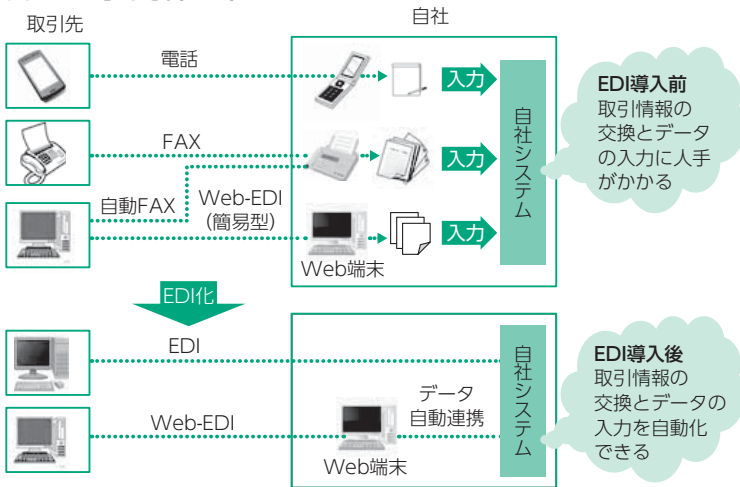 取引先
自社
電話
入力
FAX
入力
自動FAX
Web-EDI
(簡易型)
入力
Web端末
自社システム
EDI導入前
取引情報の
交換とデータ
の入力に人手
がかかる
EDI化
EDI
Web-EDI
データ
自動連携
Web端末
自社システム
EDI導入後
取引情報の
交換とデータの
入力を自動化
できる